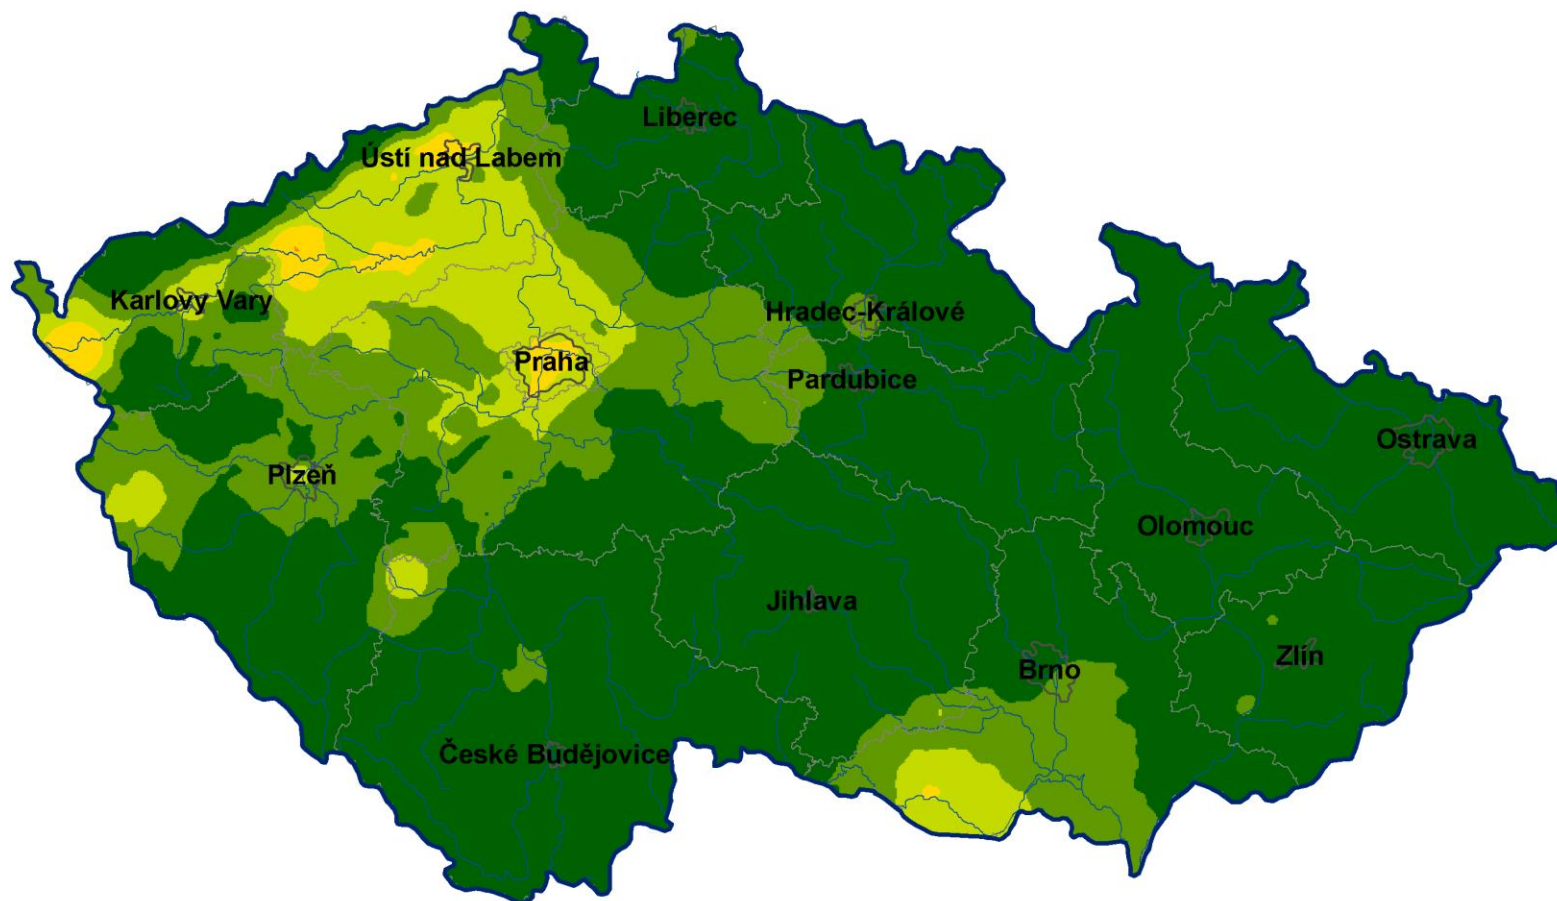 Liberec
Ústí nad Labem
Karlovy Vary
Hradec-Králové
Praha
Pardubice
Ostrava
Plzeň
Olomouc
Jihlava
Zlín
Brno
České Budějovice